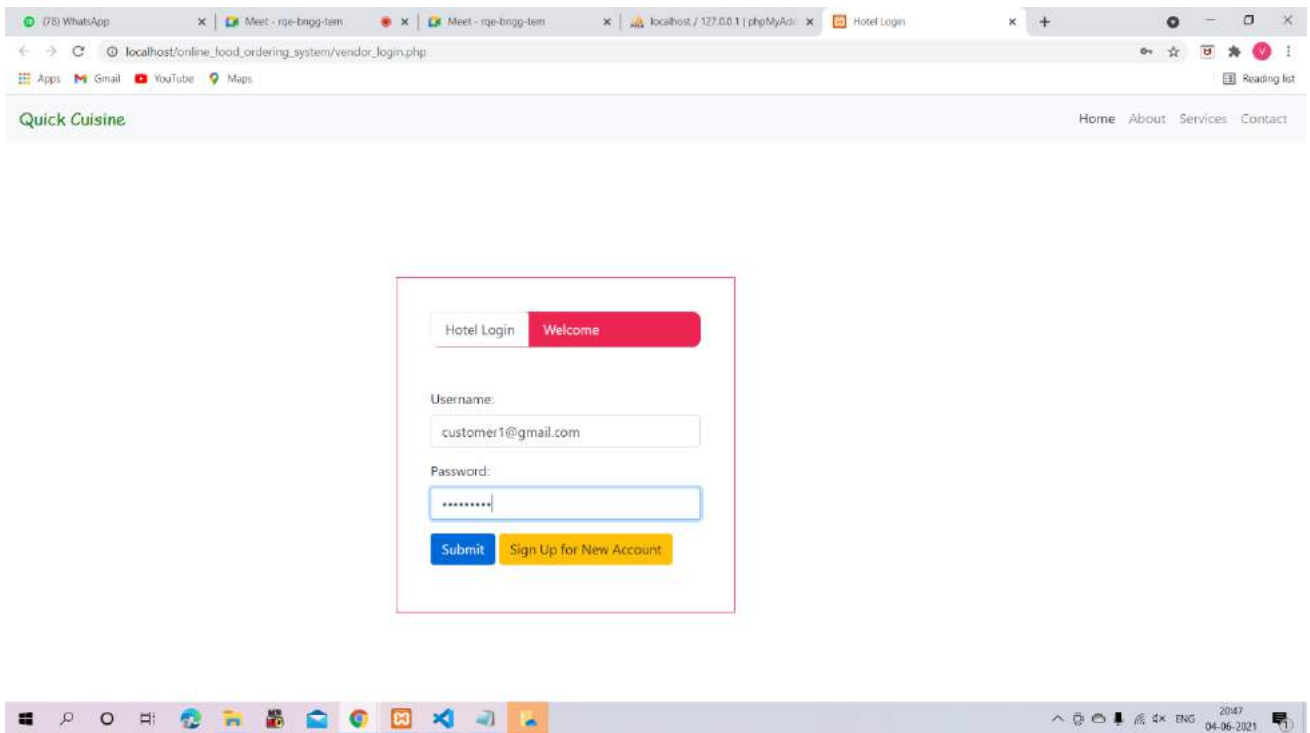 (78) WhatsApp
Meet - rqe-bngg-tem
Meet - rqe-bngg-tem
localhost / 127.0.0.1 | phpMyAd
Hotel Login
localhost/online_food_ordering_system/vendor_login.php
Apps Gmail YouTube Maps Reading list
Quick Cuisine Home About Services Contact
Hotel Login Welcome
Username:
customer1@gmail.com
Password:
•••••••••
Submit Sign Up for New Account
ENG 20:47
04-06-2021